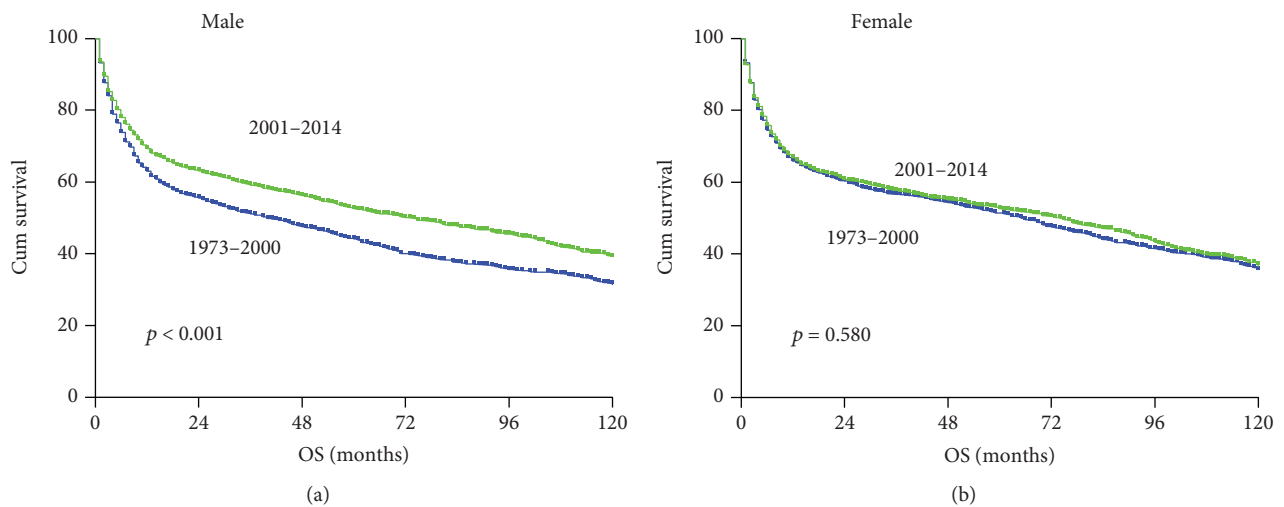 Male
100
80
60
40
20
0
Cum survival
2001–2014
1973–2000
p < 0.001
0 24 48 72 96 120
OS (months)
(a)
Female
100
80
60
40
20
0
Cum survival
2001–2014
1973–2000
p = 0.580
0 24 48 72 96 120
OS (months)
(b)